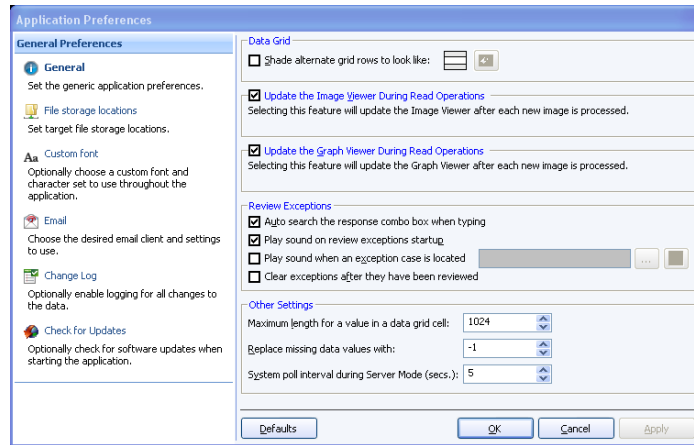 Application Preferences
General Preferences
General
Set the generic application preferences.
File storage locations
Set target file storage locations.
Aa Custom font
Optionally choose a custom font and
character set to use throughout the
application.
Email
Choose the desired email client and settings
to use.
Change Log
Optionally enable logging for all changes to
the data.
Check for Updates
Optionally check for software updates when
starting the application.
Data Grid
Shade alternate grid rows to look like:
Update the Image Viewer During Read Operations
Selecting this feature will update the Image Viewer after each new image is processed.
Update the Graph Viewer During Read Operations
Selecting this feature will update the Graph Viewer after each new image is processed.
Review Exceptions
Auto search the response combo box when typing
Play sound on review exceptions startup
Play sound when an exception case is located ...
Clear exceptions after they have been reviewed
Other Settings
Maximum length for a value in a data grid cell: 1024
Replace missing data values with: -1
System poll interval during Server Mode (secs.): 5
Defaults OK Cancel Apply